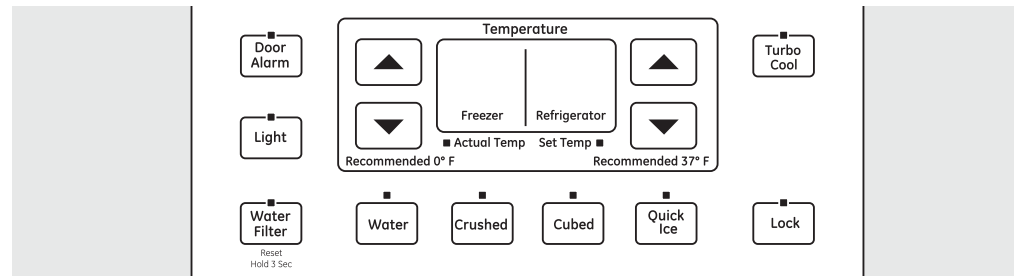 Temperature
Door
Alarm
Turbo
Cool
Freezer
Refrigerator
Light
Actual Temp
Set Temp
Recommended 0° F
Recommended 37° F
Water
Filter
Reset
Hold 3 Sec
Water
Crushed
Cubed
Quick
Ice
Lock